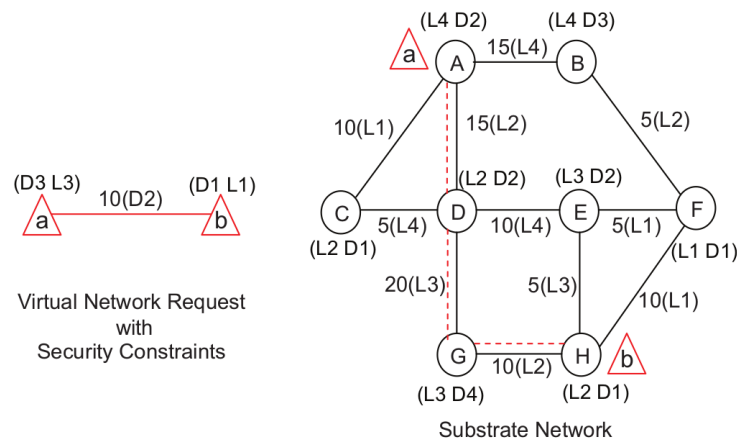 (L4 D2)
(L4 D3)
a
A
15(L4)
B
10(L1)
15(L2)
5(L2)
(D3 L3)
10(D2)
(D1 L1)
a
b
(L2 D2)
(L3 D2)
C
5(L4)
D
10(L4)
E
5(L1)
F
(L2 D1)
(L1 D1)
20(L3)
5(L3)
10(L1)
Virtual Network Request
with
Security Constraints
G
10(L2)
H
b
(L3 D4)
(L2 D1)
Substrate Network